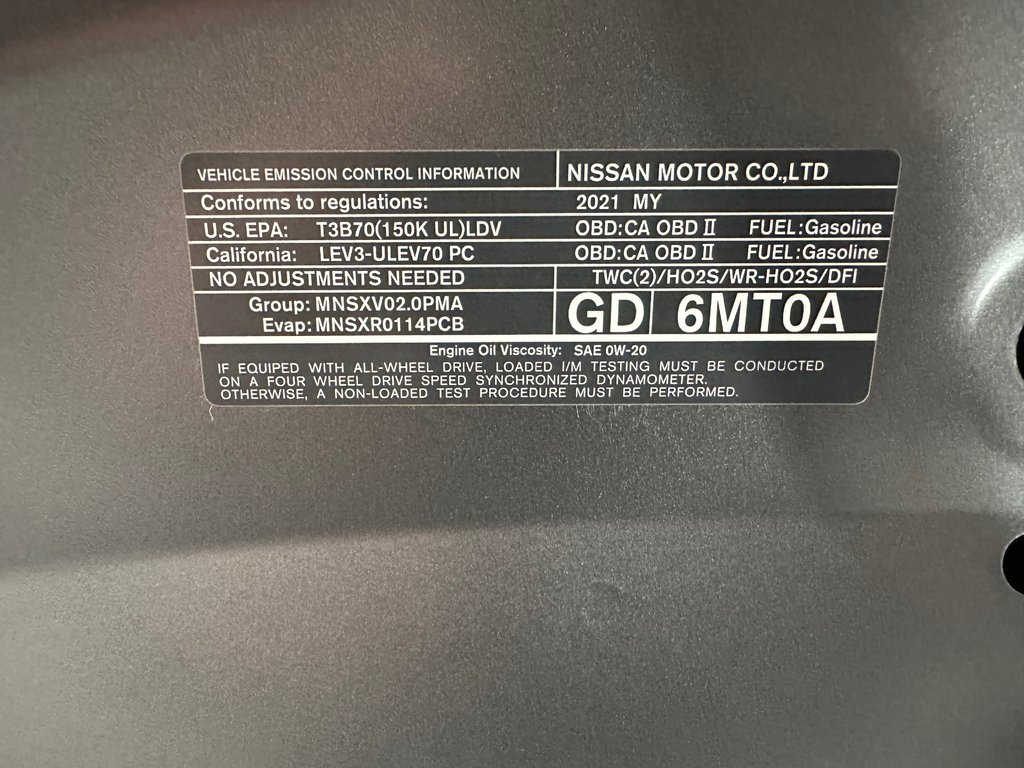 VEHICLE EMISSION CONTROL INFORMATION NISSAN MOTOR CO.,LTD
Conforms to regulations: 2021 MY
U.S. EPA: T3B70(150K UL)LDV OBD:CA OBD II FUEL:Gasoline
California: LEV3-ULEV70 PC OBD:CA OBD II FUEL:Gasoline
NO ADJUSTMENTS NEEDED TWC(2)/HO2S/WR-HO2S/DFI
Group: MNSXV02.0PMA GD 6MT0A
Evap: MNSXR0114PCB
Engine Oil Viscosity: SAE 0W-20
IF EQUIPED WITH ALL-WHEEL DRIVE, LOADED I/M TESTING MUST BE CONDUCTED
ON A FOUR WHEEL DRIVE SPEED SYNCHRONIZED DYNAMOMETER.
OTHERWISE, A NON-LOADED TEST PROCEDURE MUST BE PERFORMED.